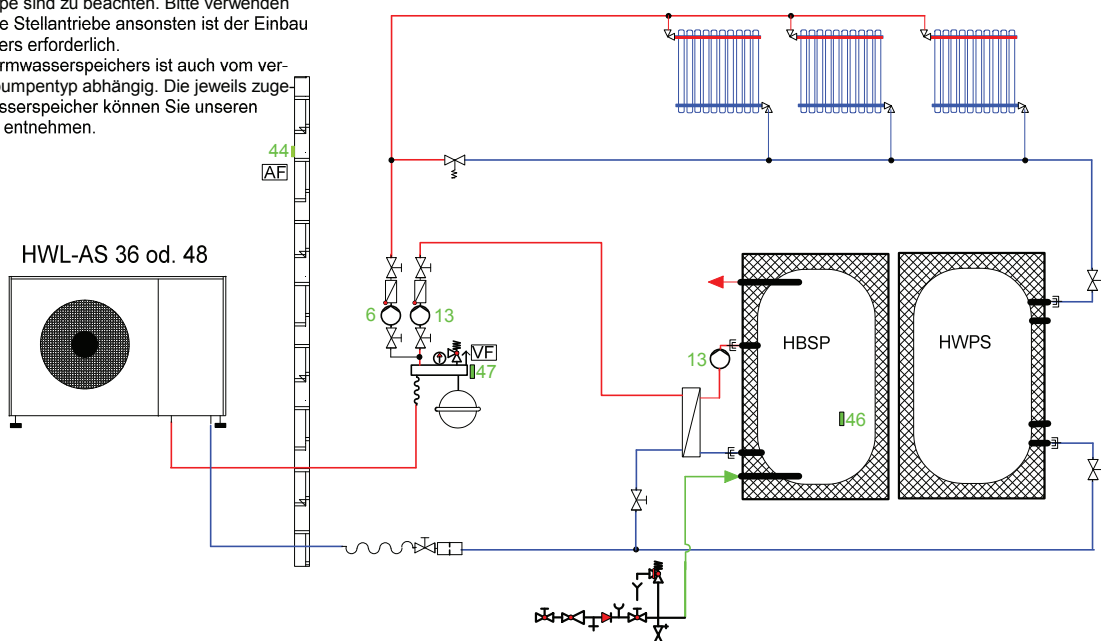 pe sind zu beachten. Bitte verwenden
e Stellantriebe ansonsten ist der Einbau
ers erforderlich.
rmwasserspeichers ist auch vom ver-
pumpentyp abhängig. Die jeweils zuge-
sserspeicher können Sie unseren
entnehmen.
44
AF
HWL-AS 36 od. 48
6
13
VF
47
13
HBSP
HWPS
46